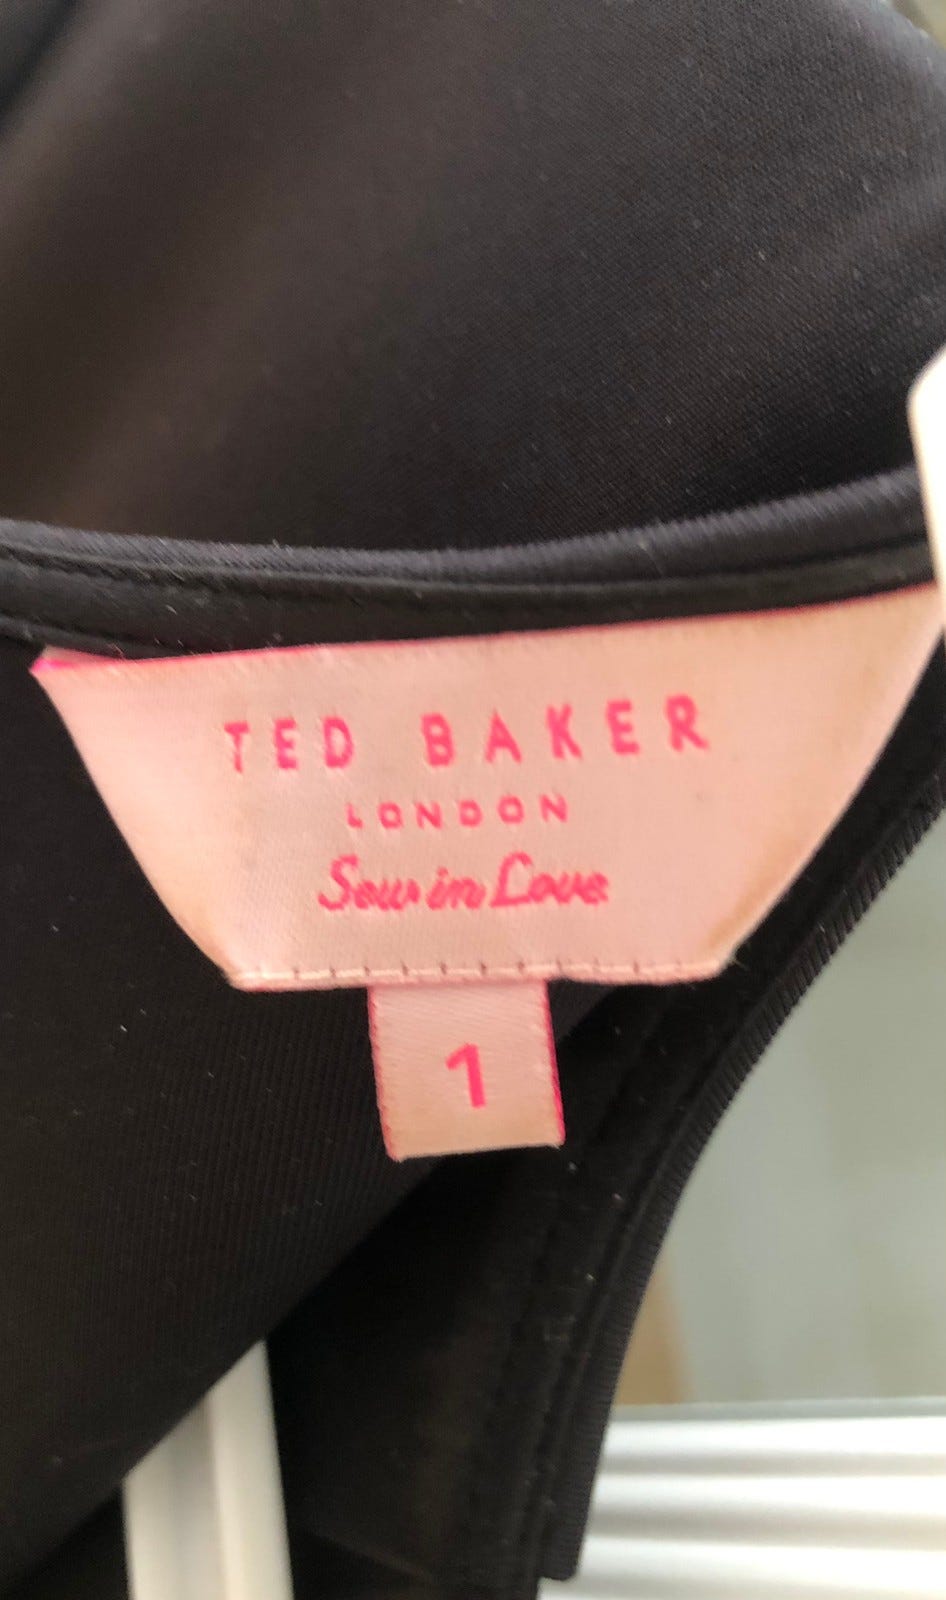 TED BAKER
LONDON
Sew in Love
1